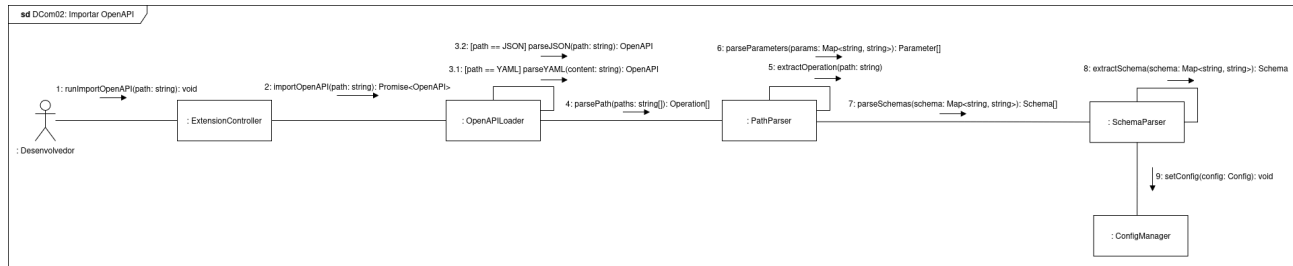 sd DCom02: Importar OpenAPI
3.2: [path == JSON] parseJSON(path: string): OpenAPI
6: parseParameters(params: Map<string, string>): Parameter[]
3.1: [path == YAML] parseYAML(content: string): OpenAPI
5: extractOperation(path: string)
8: extractSchema(schema: Map<string, string>): Schema
1: runImportOpenAPI(path: string): void
2: importOpenAPI(path: string): Promise<OpenAPI>
4: parsePath(paths: string[]): Operation[]
7: parseSchemas(schema: Map<string, string>): Schema[]
: ExtensionController
: OpenAPILoader
: PathParser
: SchemaParser
: Desenvolvedor
9: setConfig(config: Config): void
: ConfigManager